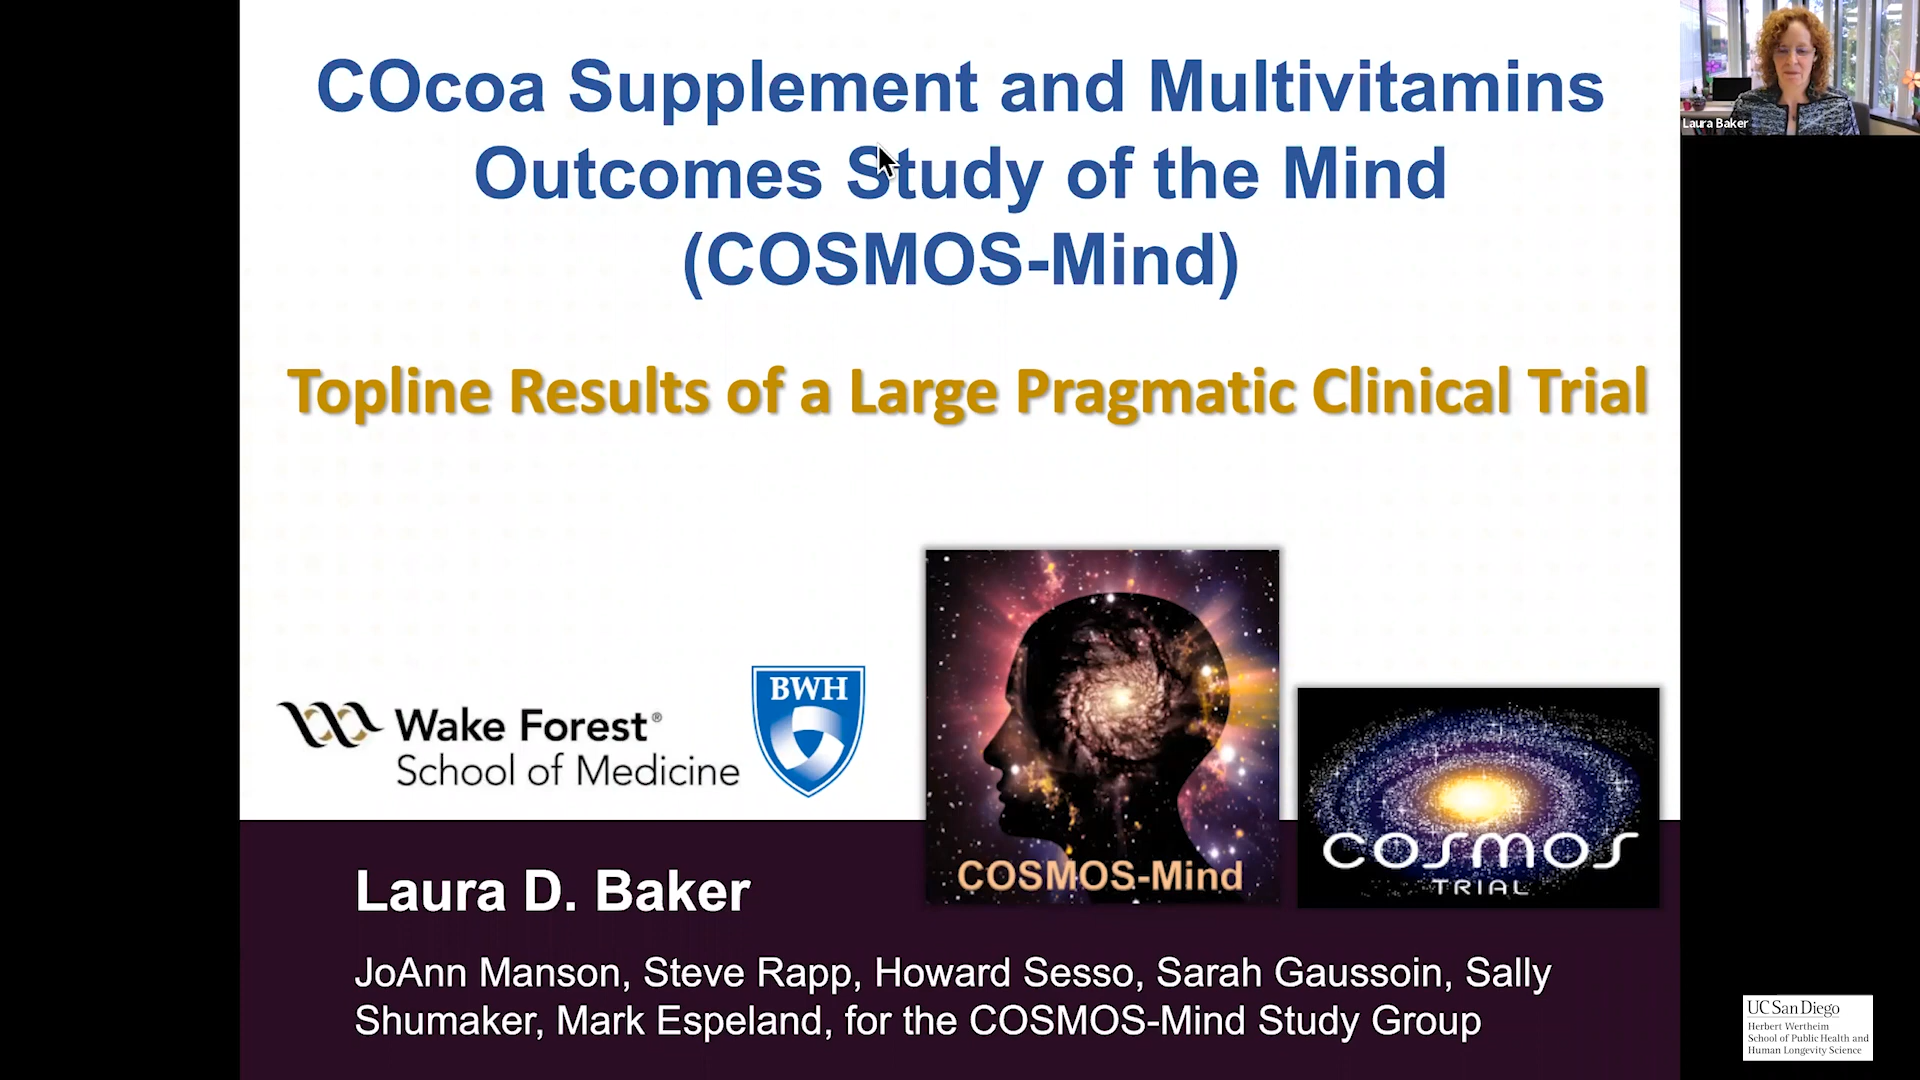 COcoa Supplement and Multivitamins
Outcomes Study of the Mind
(COSMOS-Mind)
Laura Baker
Topline Results of a Large Pragmatic Clinical Trial
Wake Forest®
School of Medicine
BWH
COSMOS-Mind
COSMOS
TRIAL
Laura D. Baker
JoAnn Manson, Steve Rapp, Howard Sesso, Sarah Gaussoin, Sally
Shumaker, Mark Espeland, for the COSMOS-Mind Study Group
UC San Diego
Herbert Wertheim
School of Public Health and
Human Longevity Science